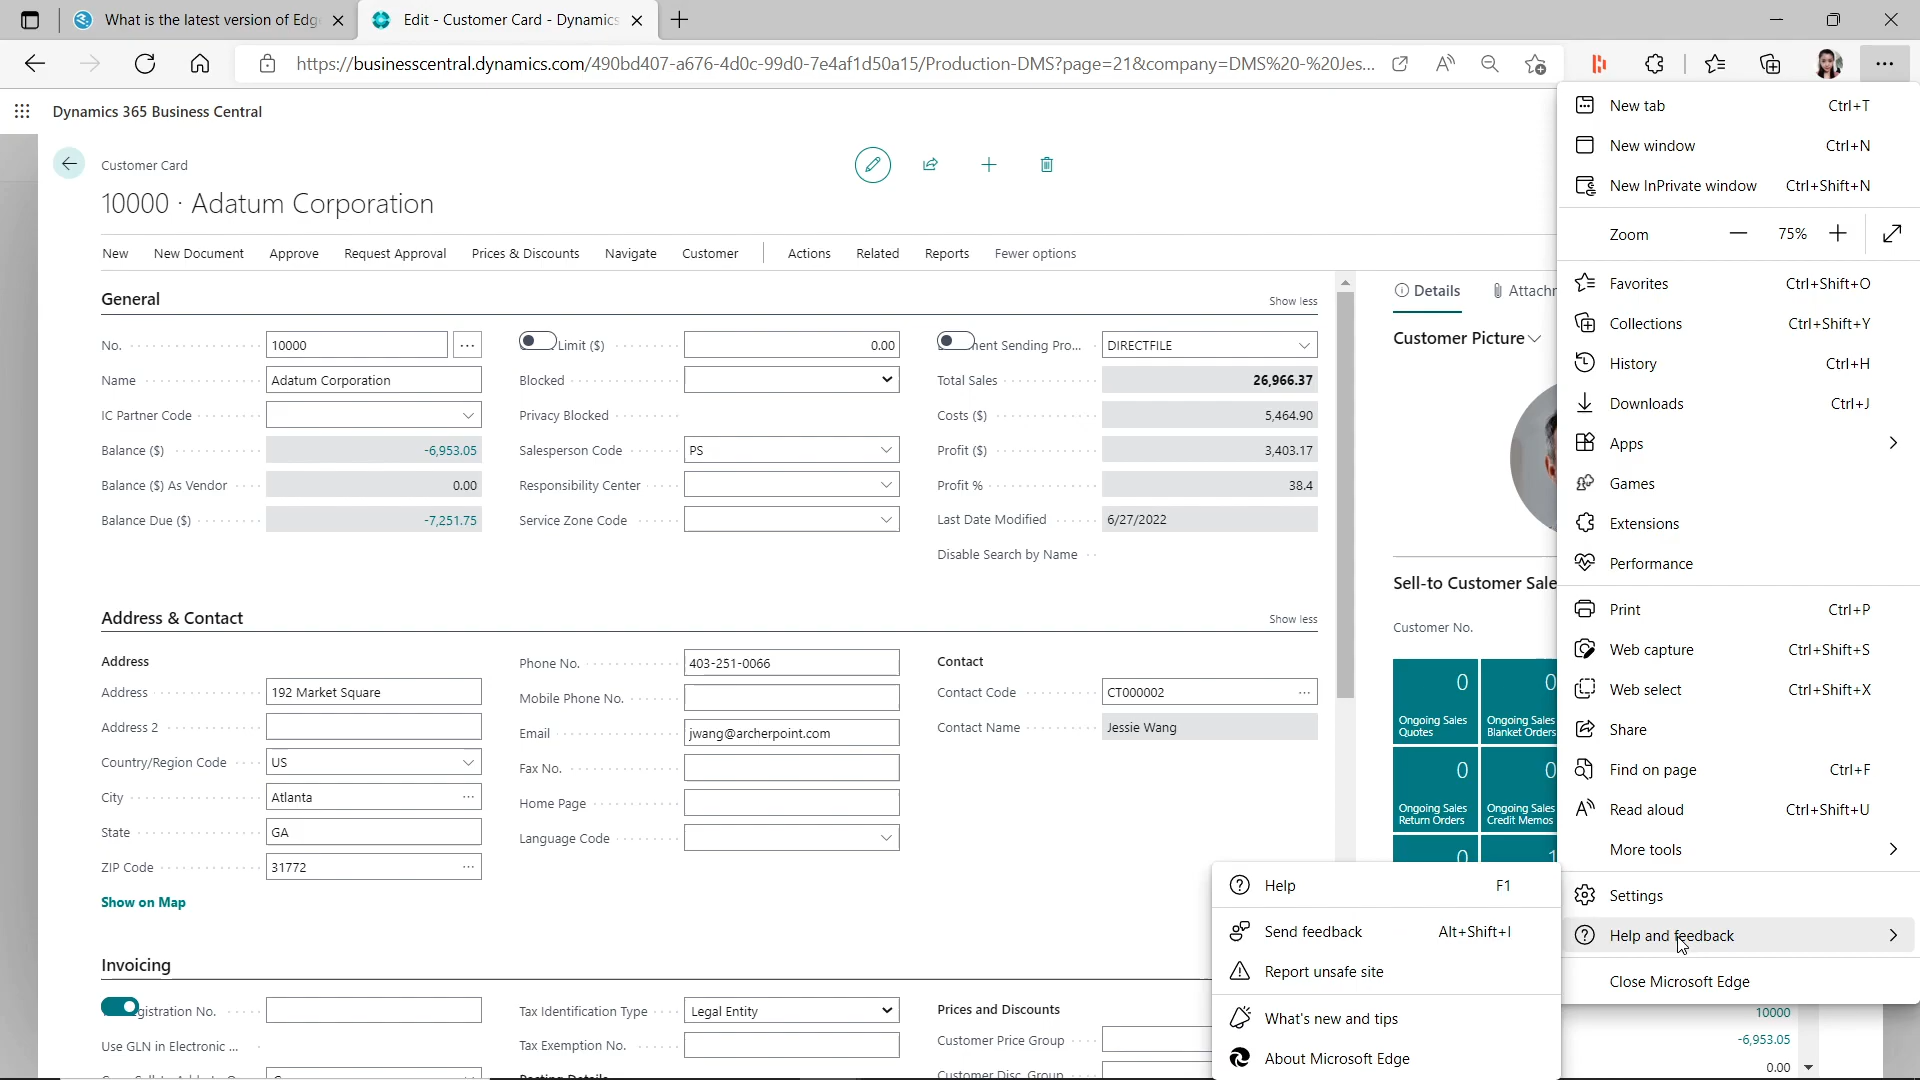 What is the latest version of Edg
Edit - Customer Card - Dynamics
https://businesscentral.dynamics.com/490bd407-a676-4d0c-99d0-7e4af1d50a15/Production-DMS?page=21&company=DMS%20-%20Jes...
Dynamics 365 Business Central
Customer Card
10000 · Adatum Corporation
New New Document Approve Request Approval Prices & Discounts Navigate Customer Actions Related Reports Fewer options
General Show less
No. 10000
Name Adatum Corporation
IC Partner Code
Balance ($) -6,953.05
Balance ($) As Vendor 0.00
Balance Due ($) -7,251.75
Limit ($) 0.00
Blocked
Privacy Blocked
Salesperson Code PS
Responsibility Center
Service Zone Code
ent Sending Pro... DIRECTFILE
Total Sales 26,966.37
Costs ($) 5,464.90
Profit ($) 3,403.17
Profit % 38.4
Last Date Modified 6/27/2022
Disable Search by Name
Address & Contact Show less
Address
Address 192 Market Square
Address 2
Country/Region Code US
City Atlanta
State GA
ZIP Code 31772
Show on Map
Phone No. 403-251-0066
Mobile Phone No.
Email jwang@archerpoint.com
Fax No.
Home Page
Language Code
Contact
Contact Code CT000002
Contact Name Jessie Wang
Invoicing
gistration No.
Use GLN in Electronic ...
Tax Identification Type Legal Entity
Tax Exemption No.
Prices and Discounts
Customer Price Group
Customer Disc. Group
Details Attachr
Customer Picture
Sell-to Customer Sale
Customer No.
0
Ongoing Sales
Quotes
0
Ongoing Sales
Blanket Orders
0
Ongoing Sales
Return Orders
0
Ongoing Sales
Credit Memos
0
1
10000
-6,953.05
0.00
New tab Ctrl+T
New window Ctrl+N
New InPrivate window Ctrl+Shift+N
Zoom — 75% +
Favorites Ctrl+Shift+O
Collections Ctrl+Shift+Y
History Ctrl+H
Downloads Ctrl+J
Apps
Games
Extensions
Performance
Print Ctrl+P
Web capture Ctrl+Shift+S
Web select Ctrl+Shift+X
Share
Find on page Ctrl+F
Read aloud Ctrl+Shift+U
More tools
Settings
Help and feedback
Close Microsoft Edge
Help F1
Send feedback Alt+Shift+I
Report unsafe site
What's new and tips
About Microsoft Edge